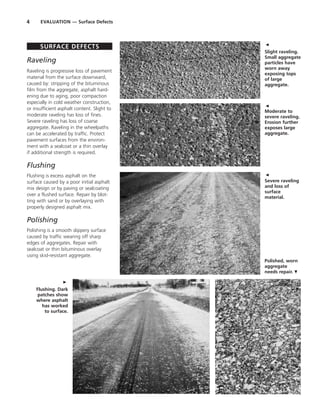 4 EVALUATION — Surface Defects
SURFACE DEFECTS
Raveling
Raveling is progressive loss of pavement
material from the surface downward,
caused by: stripping of the bituminous
film from the aggregate, asphalt hard-
ening due to aging, poor compaction
especially in cold weather construction,
or insufficient asphalt content. Slight to
moderate raveling has loss of fines.
Severe raveling has loss of coarse
aggregate. Raveling in the wheelpaths
can be accelerated by traffic. Protect
pavement surfaces from the environ-
ment with a sealcoat or a thin overlay
if additional strength is required.
Flushing
Flushing is excess asphalt on the
surface caused by a poor initial asphalt
mix design or by paving or sealcoating
over a flushed surface. Repair by blot-
ting with sand or by overlaying with
properly designed asphalt mix.
Polishing
Polishing is a smooth slippery surface
caused by traffic wearing off sharp
edges of aggregates. Repair with
sealcoat or thin bituminous overlay
using skid-resistant aggregate.
Slight raveling.
Small aggregate
particles have
worn away
exposing tops
of large
aggregate.
Moderate to
severe raveling.
Erosion further
exposes large
aggregate.
Severe raveling
and loss of
surface
material.
Polished, worn
aggregate
needs repair.
Flushing. Dark
patches show
where asphalt
has worked
to surface.